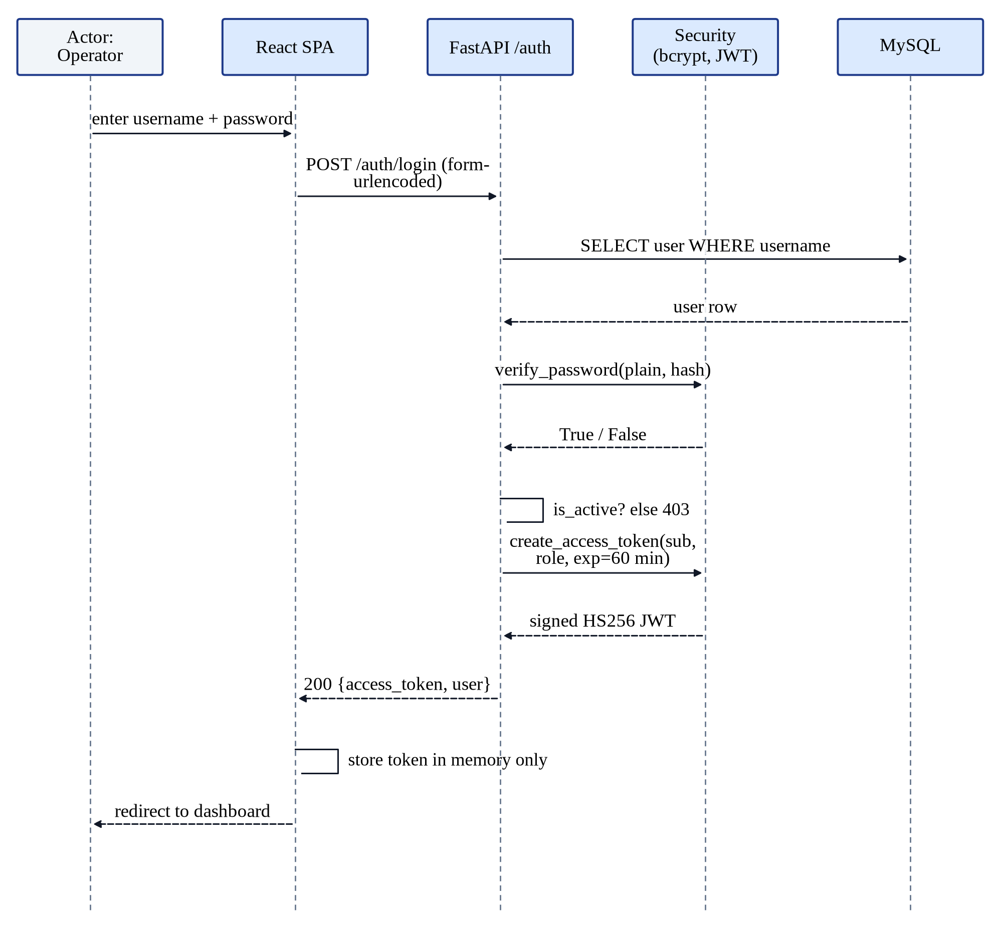 Actor:
Operator
React SPA
FastAPI /auth
Security
(bcrypt, JWT)
MySQL
enter username + password
POST /auth/login (form-
urlencoded)
SELECT user WHERE username
user row
verify_password(plain, hash)
True / False
is_active? else 403
create_access_token(sub,
role, exp=60 min)
signed HS256 JWT
200 {access_token, user}
store token in memory only
redirect to dashboard